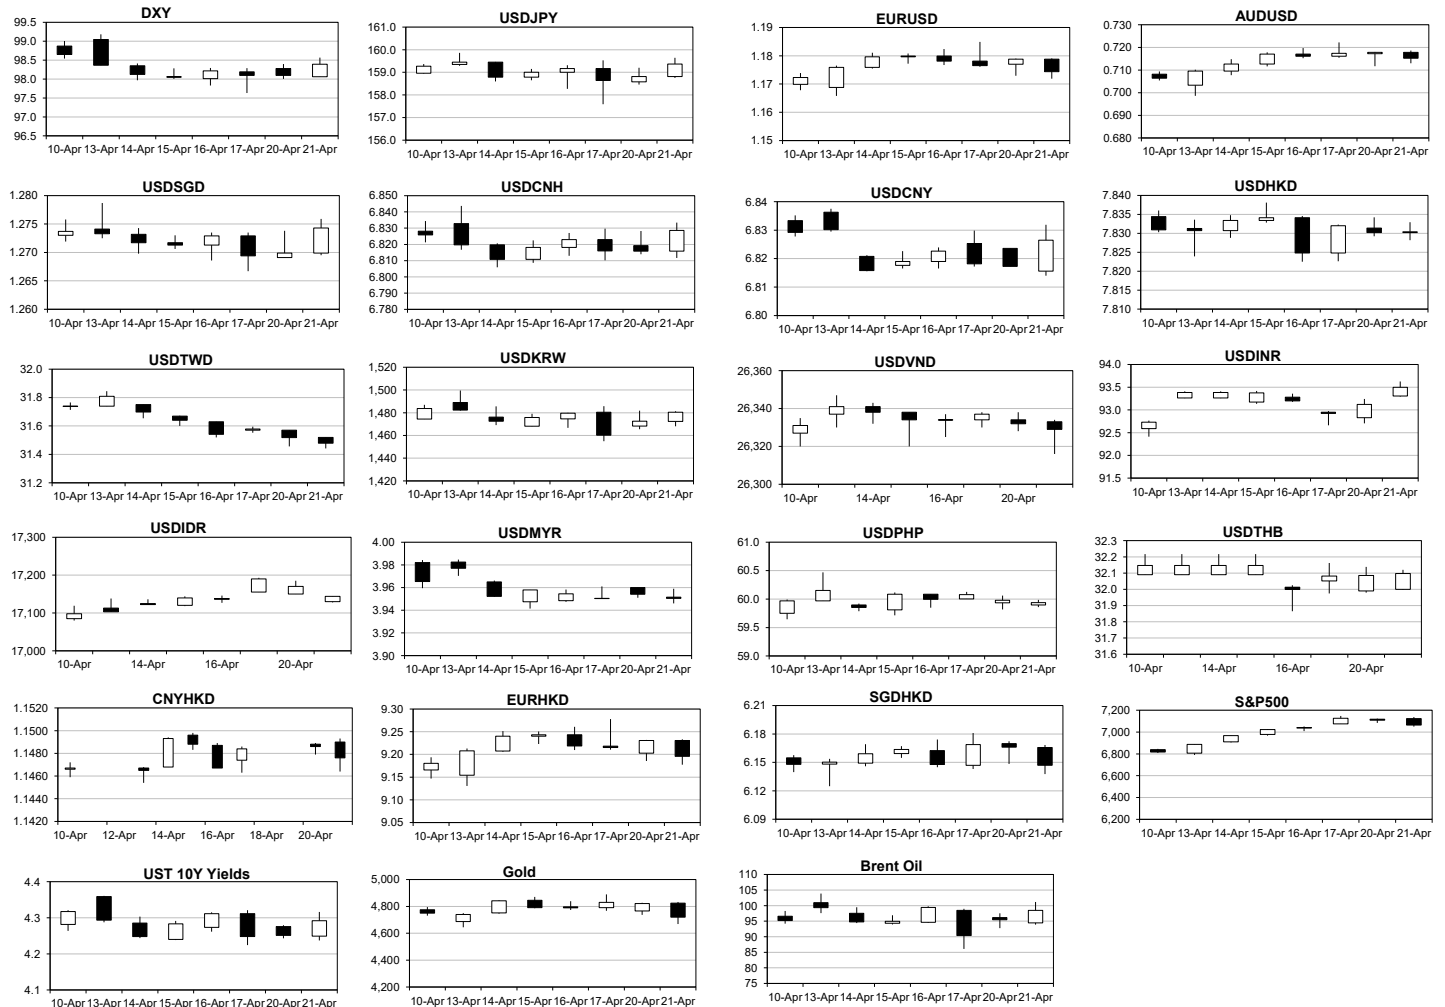 DXY
99.5
99.0
98.5
98.0
97.5
97.0
96.5
10-Apr 13-Apr 14-Apr 15-Apr 16-Apr 17-Apr 20-Apr 21-Apr
USDJPY
161.0
160.0
159.0
158.0
157.0
156.0
10-Apr 13-Apr 14-Apr 15-Apr 16-Apr 17-Apr 20-Apr 21-Apr
EURUSD
1.19
1.18
1.17
1.16
1.15
10-Apr 13-Apr 14-Apr 15-Apr 16-Apr 17-Apr 20-Apr 21-Apr
AUDUSD
0.730
0.720
0.710
0.700
0.690
0.680
10-Apr 13-Apr 14-Apr 15-Apr 16-Apr 17-Apr 20-Apr 21-Apr
USDSGD
1.280
1.275
1.270
1.265
1.260
10-Apr 13-Apr 14-Apr 15-Apr 16-Apr 17-Apr 20-Apr 21-Apr
USDCNH
6.850
6.840
6.830
6.820
6.810
6.800
6.790
6.780
10-Apr 13-Apr 14-Apr 15-Apr 16-Apr 17-Apr 20-Apr 21-Apr
USDCNY
6.84
6.83
6.82
6.81
6.80
10-Apr 13-Apr 14-Apr 15-Apr 16-Apr 17-Apr 20-Apr 21-Apr
USDHKD
7.840
7.835
7.830
7.825
7.820
7.815
7.810
10-Apr 13-Apr 14-Apr 15-Apr 16-Apr 17-Apr 20-Apr 21-Apr
USDTWD
32.0
31.8
31.6
31.4
31.2
10-Apr 13-Apr 14-Apr 15-Apr 16-Apr 17-Apr 20-Apr 21-Apr
USDKRW
1,520
1,500
1,480
1,460
1,440
1,420
10-Apr 13-Apr 14-Apr 15-Apr 16-Apr 17-Apr 20-Apr 21-Apr
USDVND
26,360
26,340
26,320
26,300
10-Apr 14-Apr 16-Apr 20-Apr
USDINR
94.0
93.5
93.0
92.5
92.0
91.5
10-Apr 13-Apr 14-Apr 15-Apr 16-Apr 17-Apr 20-Apr 21-Apr
USDIDR
17,300
17,200
17,100
17,000
10-Apr 14-Apr 16-Apr 20-Apr
USDMYR
4.00
3.98
3.96
3.94
3.92
3.90
10-Apr 13-Apr 14-Apr 15-Apr 16-Apr 17-Apr 20-Apr 21-Apr
USDPHP
61.0
60.5
60.0
59.5
59.0
10-Apr 13-Apr 14-Apr 15-Apr 16-Apr 17-Apr 20-Apr 21-Apr
USDTHB
32.3
32.2
32.1
31.9
31.8
31.7
31.6
10-Apr 14-Apr 16-Apr 20-Apr
CNYHKD
1.1520
1.1500
1.1480
1.1460
1.1440
1.1420
10-Apr 12-Apr 14-Apr 16-Apr 18-Apr 20-Apr
EURHKD
9.30
9.25
9.20
9.15
9.10
9.05
10-Apr 13-Apr 14-Apr 15-Apr 16-Apr 17-Apr 20-Apr 21-Apr
SGDHKD
6.21
6.18
6.15
6.12
6.09
10-Apr 13-Apr 14-Apr 15-Apr 16-Apr 17-Apr 20-Apr 21-Apr
S&P500
7,200
7,000
6,800
6,600
6,400
6,200
10-Apr 13-Apr 14-Apr 15-Apr 16-Apr 17-Apr 20-Apr 21-Apr
UST 10Y Yields
4.4
4.3
4.2
4.1
10-Apr 13-Apr 14-Apr 15-Apr 16-Apr 17-Apr 20-Apr 21-Apr
Gold
5,000
4,800
4,600
4,400
4,200
10-Apr 13-Apr 14-Apr 15-Apr 16-Apr 17-Apr 20-Apr 21-Apr
Brent Oil
110
105
100
95
90
85
80
75
10-Apr 13-Apr 14-Apr 15-Apr 16-Apr 17-Apr 20-Apr 21-Apr